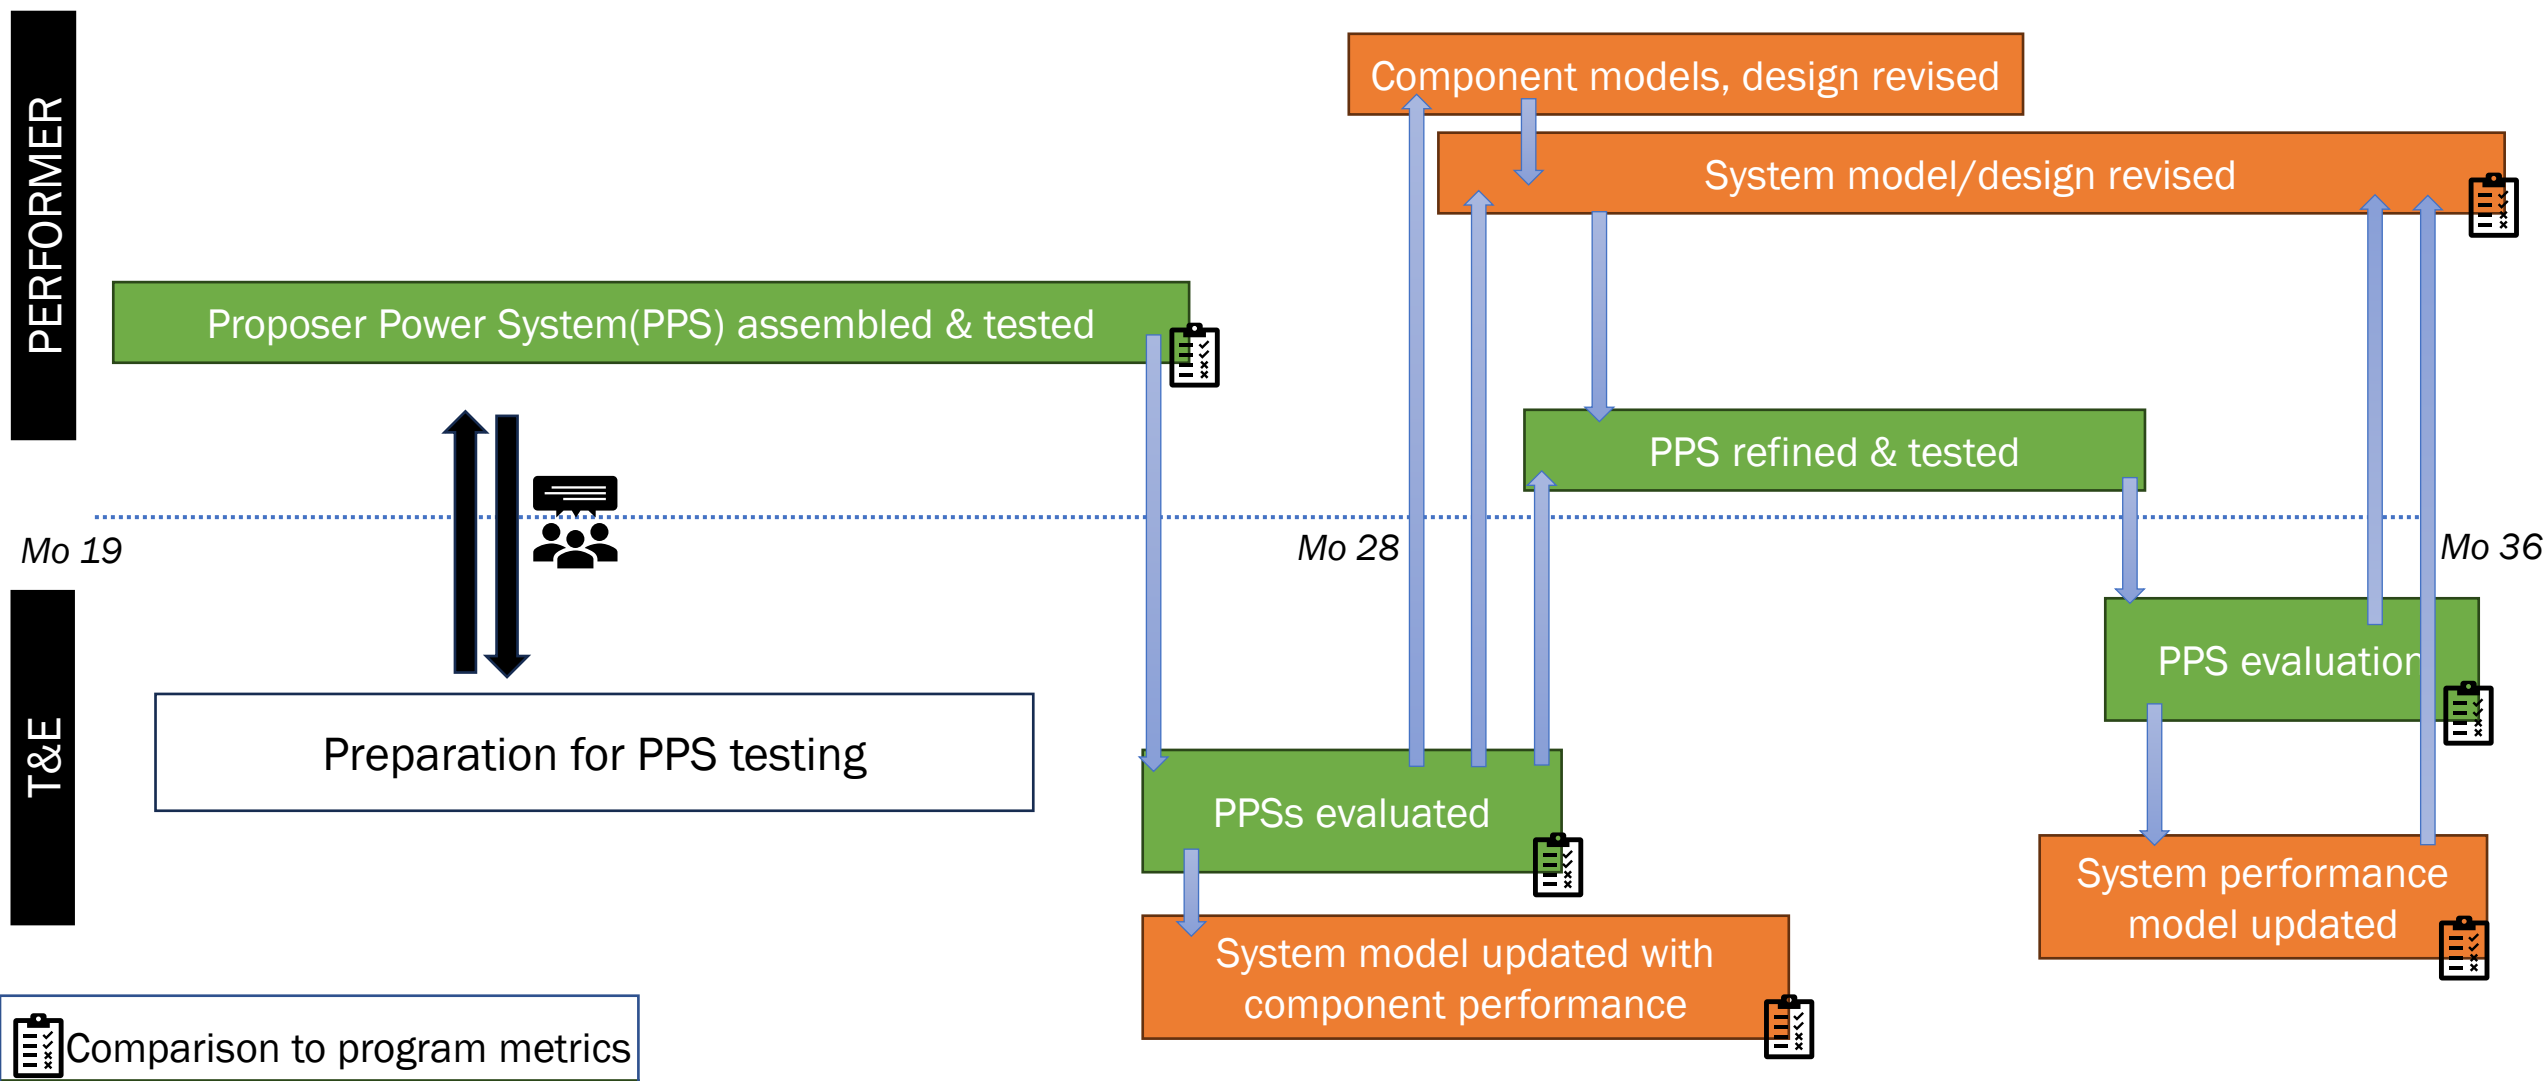 PERFORMER
Component models, design revised
System model/design revised
Proposer Power System(PPS) assembled & tested
PPS refined & tested
Mo 19
Mo 28
Mo 36
T&E
Preparation for PPS testing
PPSs evaluated
PPS evaluation
System model updated with
component performance
System performance
model updated
Comparison to program metrics